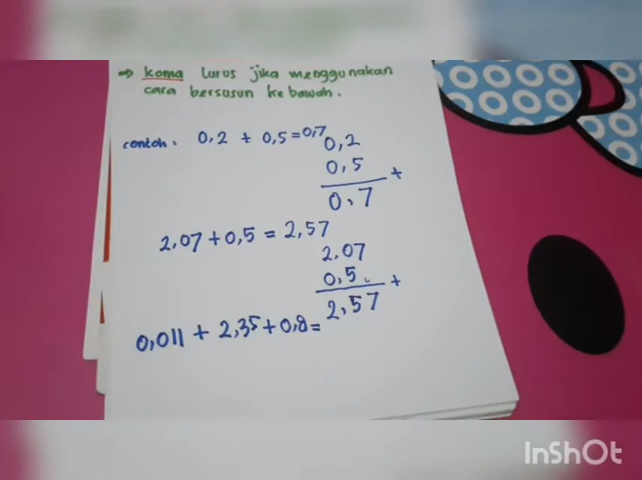 ⇒ koma lurus jika menggunakan
cara bersusun ke bawah.
contoh: 0,2 + 0,5 = 0,7
0,2
0,5
+
0,7
2,07 + 0,5 = 2,57
2,07
0,5
+
2,57
0,011 + 2,35 + 0,8 =
InShOt